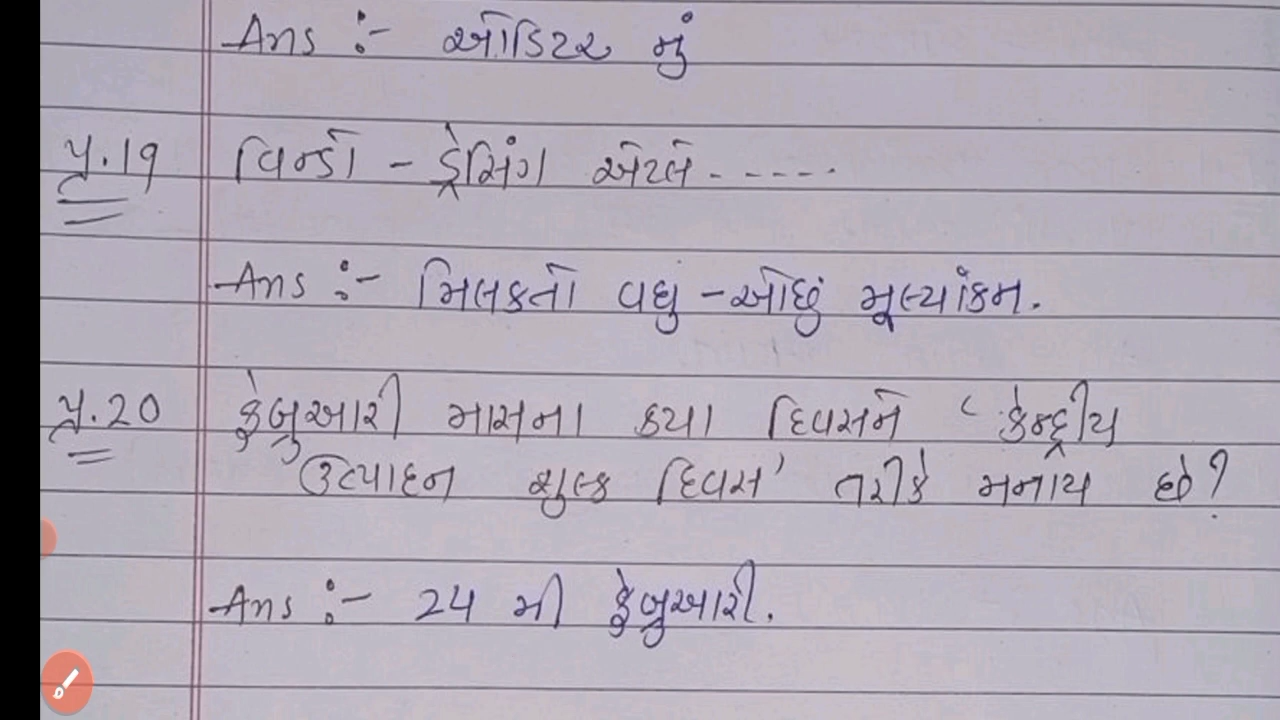 Ans :- ઓડિટર નું
પ્ર.19 વિન્ડો - ડ્રેસિંગ એટલે------
Ans :- મિલકતો વધુ -ઓછું મૂલ્યાંકન.
પ્ર.20 ફેબ્રુઆરી માસના કયા દિવસને ‘કેન્દ્રીય
ઉત્પાદન શુલ્ક દિવસ’ તરીકે મનાય છે?
Ans :- 24 મી ફેબ્રુઆરી.